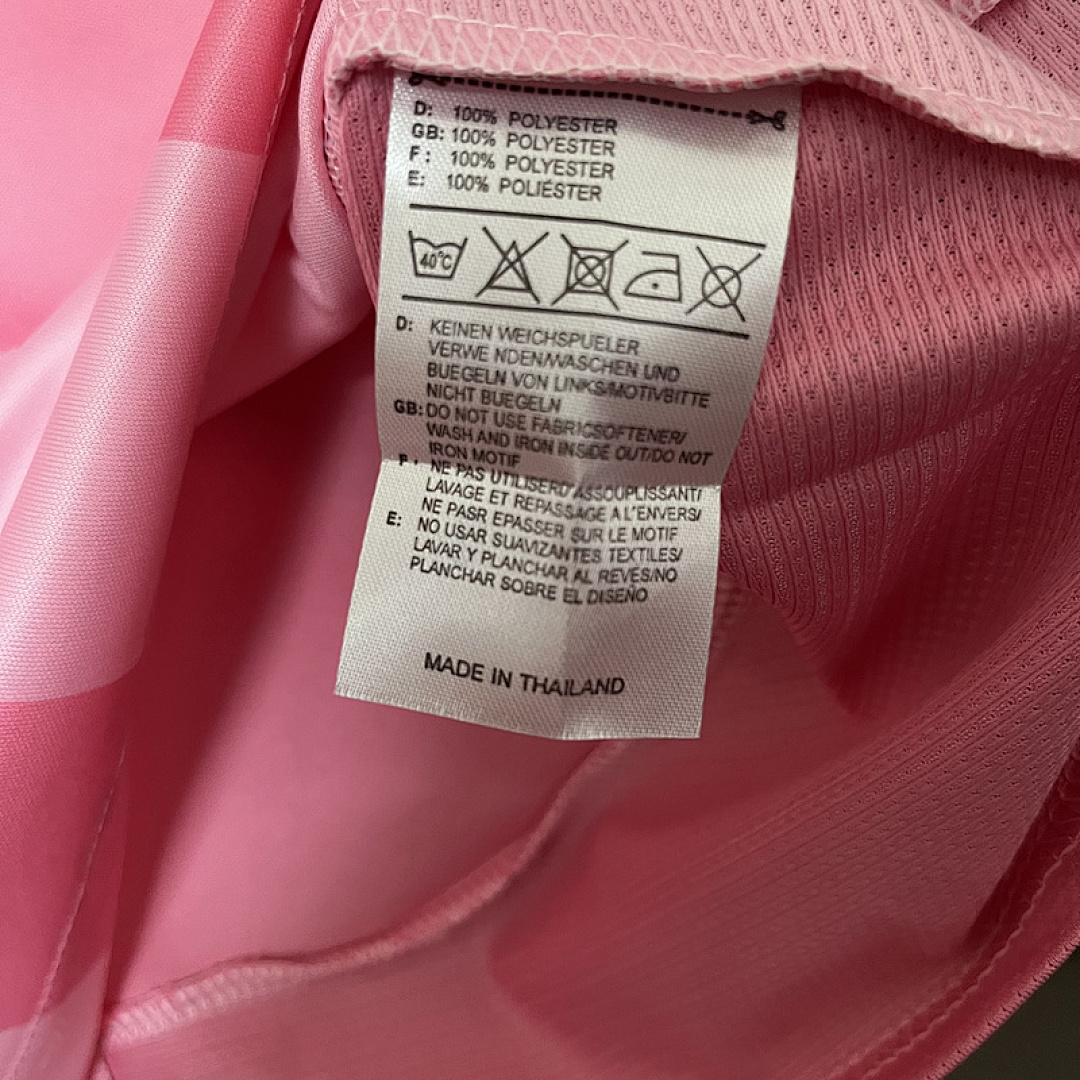 D: 100% POLYESTER
GB: 100% POLYESTER
F: 100% POLYESTER
E: 100% POLIÉSTER
40°C
D: KEINEN WEICHSPUELER
VERWE NDEN/WASCHEN UND
BUEGELN VON LINKS/MOTIVBITTE
NICHT BUEGELN
GB: DO NOT USE FABRICSOFTENER/
WASH AND IRON INSIDE OUT/DO NOT
IRON MOTIF
F: NE PAS UTILISERD'ASSOUPLISSANT/
LAVAGE ET REPASSAGE A L'ENVERS/
NE PASR EPASSER SUR LE MOTIF
E: NO USAR SUAVIZANTES TEXTILES/
LAVAR Y PLANCHAR AL REVÉS/NO
PLANCHAR SOBRE EL DISEÑO
MADE IN THAILAND